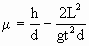 μ = h/d − 2L²/gt²d